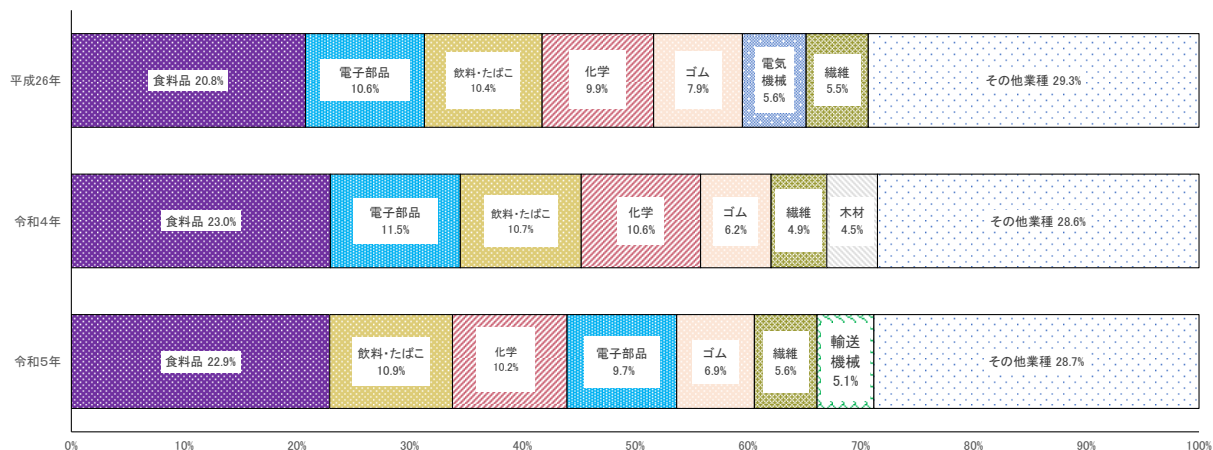 平成26年
食料品 20.8%
電子部品
10.6%
飲料・たばこ
10.4%
化学
9.9%
ゴム
7.9%
電気
機械
5.6%
繊維
5.5%
その他業種 29.3%
令和4年
食料品 23.0%
電子部品
11.5%
飲料・たばこ
10.7%
化学
10.6%
ゴム
6.2%
繊維
4.9%
木材
4.5%
その他業種 28.6%
令和5年
食料品 22.9%
飲料・たばこ
10.9%
化学
10.2%
電子部品
9.7%
ゴム
6.9%
繊維
5.6%
輸送
機械
5.1%
その他業種 28.7%
0% 10% 20% 30% 40% 50% 60% 70% 80% 90% 100%